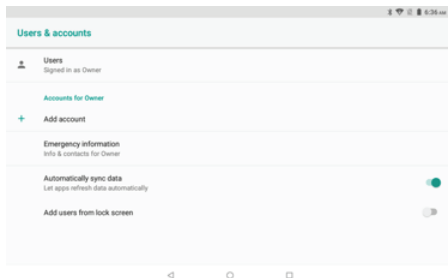 6:36 AM
Users & accounts
Users
Signed in as Owner
Accounts for Owner
Add account
Emergency information
Info & contacts for Owner
Automatically sync data
Let apps refresh data automatically
Add users from lock screen